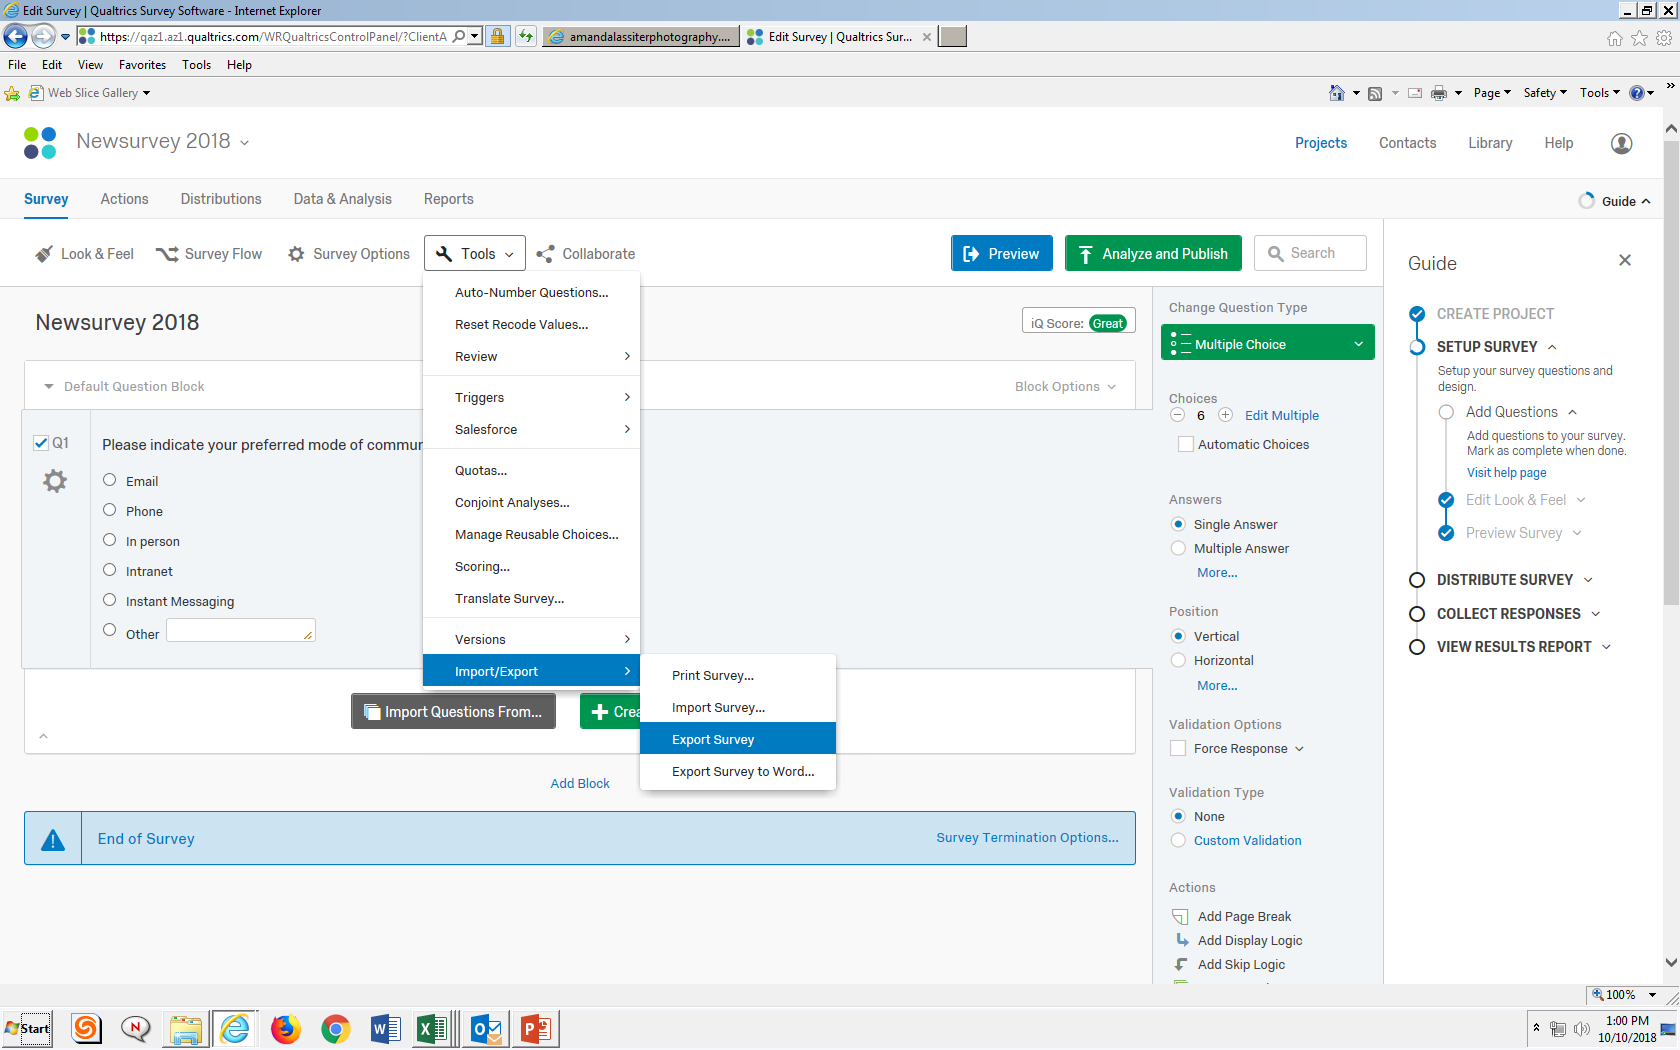 Edit Survey | Qualtrics Survey Software - Internet Explorer
https://qaz1.az1.qualtrics.com/WRQualtricsControlPanel/?ClientA
amandalassiterphotography....
Edit Survey | Qualtrics Sur...
File Edit View Favorites Tools Help
Web Slice Gallery
Page Safety Tools
Newsurvey 2018
Projects Contacts Library Help
Survey Actions Distributions Data & Analysis Reports
Guide
Look & Feel Survey Flow Survey Options Tools Collaborate
Preview Analyze and Publish Search
Newsurvey 2018
iQ Score: Great
Default Question Block
Block Options
Q1
Please indicate your preferred mode of commun
Email
Phone
In person
Intranet
Instant Messaging
Other
Import Questions From...
Crea
Add Block
End of Survey
Survey Termination Options...
Auto-Number Questions...
Reset Recode Values...
Review
Triggers
Salesforce
Quotas...
Conjoint Analyses...
Manage Reusable Choices...
Scoring...
Translate Survey...
Versions
Import/Export
Print Survey...
Import Survey...
Export Survey
Export Survey to Word...
Change Question Type
Multiple Choice
Choices
6 Edit Multiple
Automatic Choices
Answers
Single Answer
Multiple Answer
More...
Position
Vertical
Horizontal
More...
Validation Options
Force Response
Validation Type
None
Custom Validation
Actions
Add Page Break
Add Display Logic
Add Skip Logic
Guide
CREATE PROJECT
SETUP SURVEY
Setup your survey questions and
design.
Add Questions
Add questions to your survey.
Mark as complete when done.
Visit help page
Edit Look & Feel
Preview Survey
DISTRIBUTE SURVEY
COLLECT RESPONSES
VIEW RESULTS REPORT
100%
Start
1:00 PM
10/10/2018